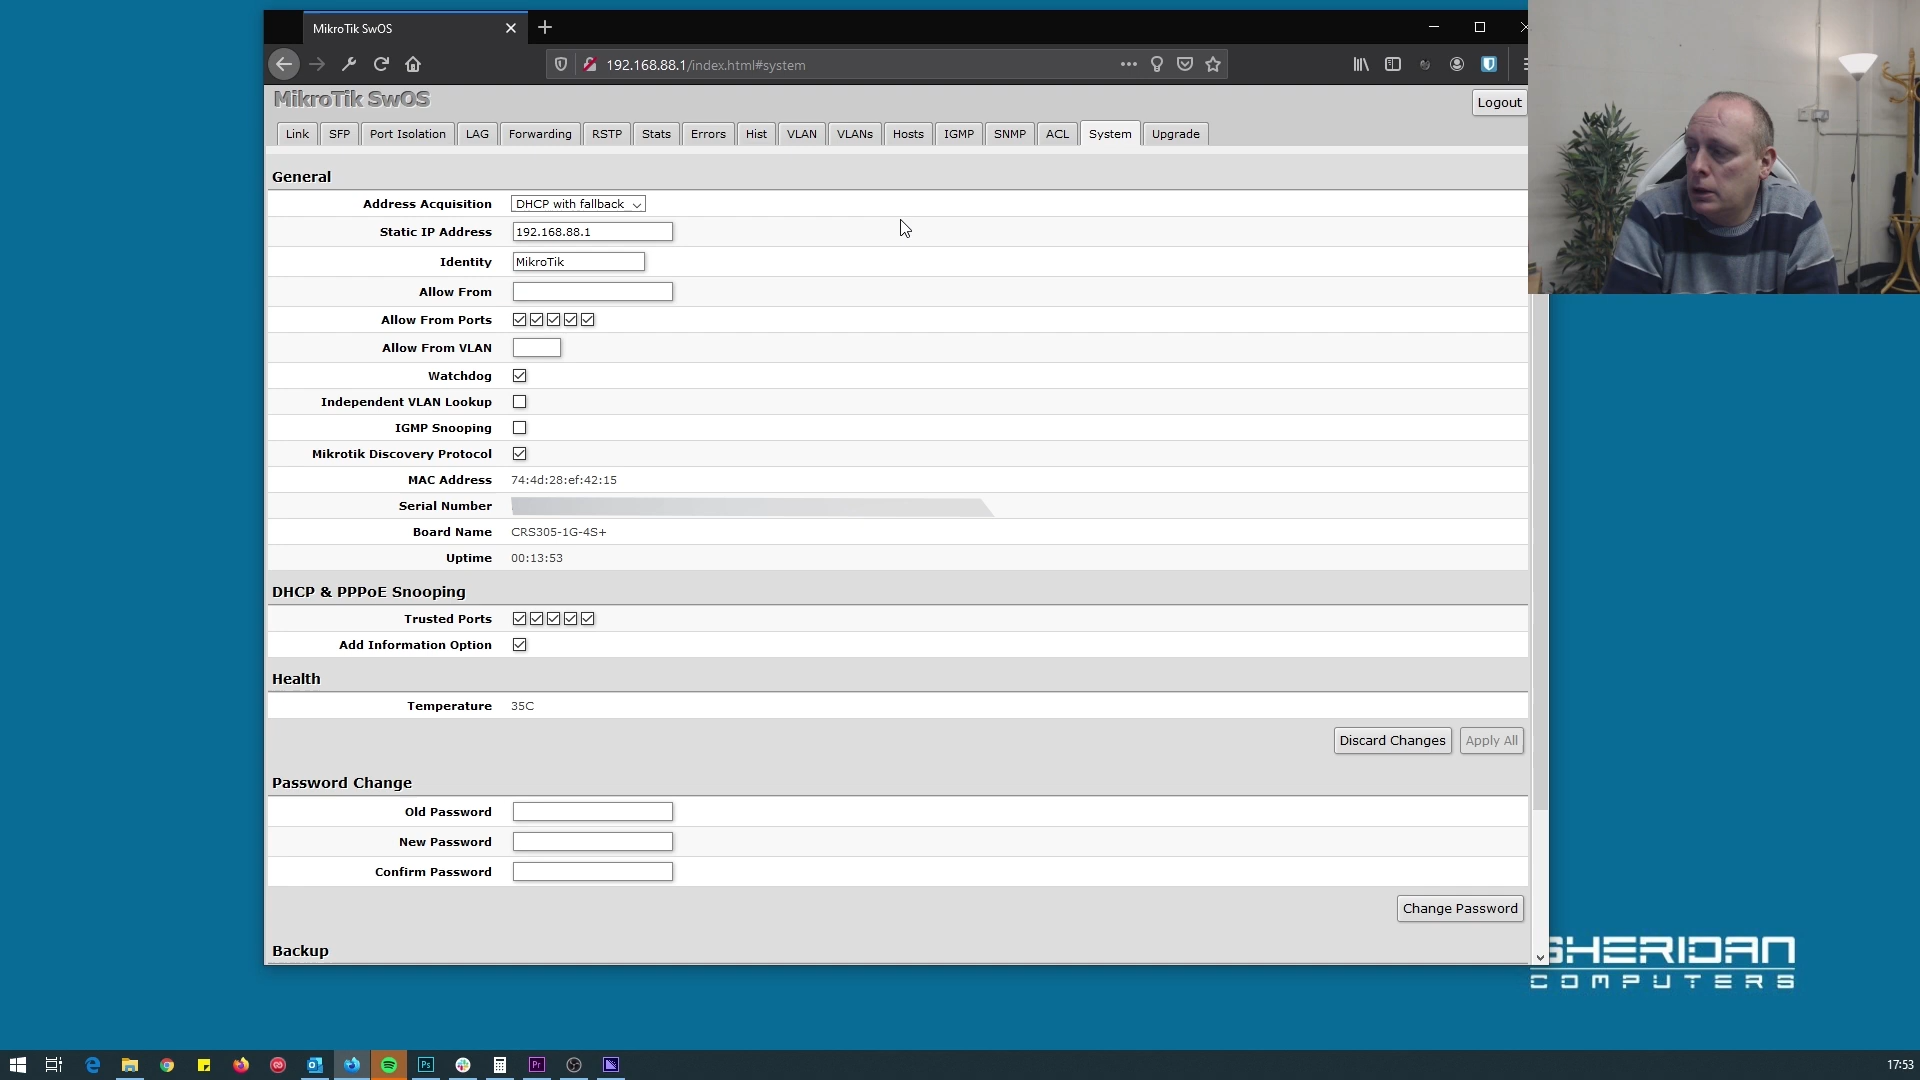 MikroTik SwOS
192.168.88.1/index.html#system
MikroTik SwOS
Logout
Link SFP Port Isolation LAG Forwarding RSTP Stats Errors Hist VLAN VLANs Hosts IGMP SNMP ACL System Upgrade
General
Address Acquisition DHCP with fallback
Static IP Address 192.168.88.1
Identity MikroTik
Allow From
Allow From Ports
Allow From VLAN
Watchdog
Independent VLAN Lookup
IGMP Snooping
Mikrotik Discovery Protocol
MAC Address 74:4d:28:ef:42:15
Serial Number
Board Name CRS305-1G-4S+
Uptime 00:13:53
DHCP & PPPoE Snooping
Trusted Ports
Add Information Option
Health
Temperature 35C
Discard Changes Apply All
Password Change
Old Password
New Password
Confirm Password
Change Password
Backup
SHERIDAN
COMPUTERS
Ps Pr
17:53